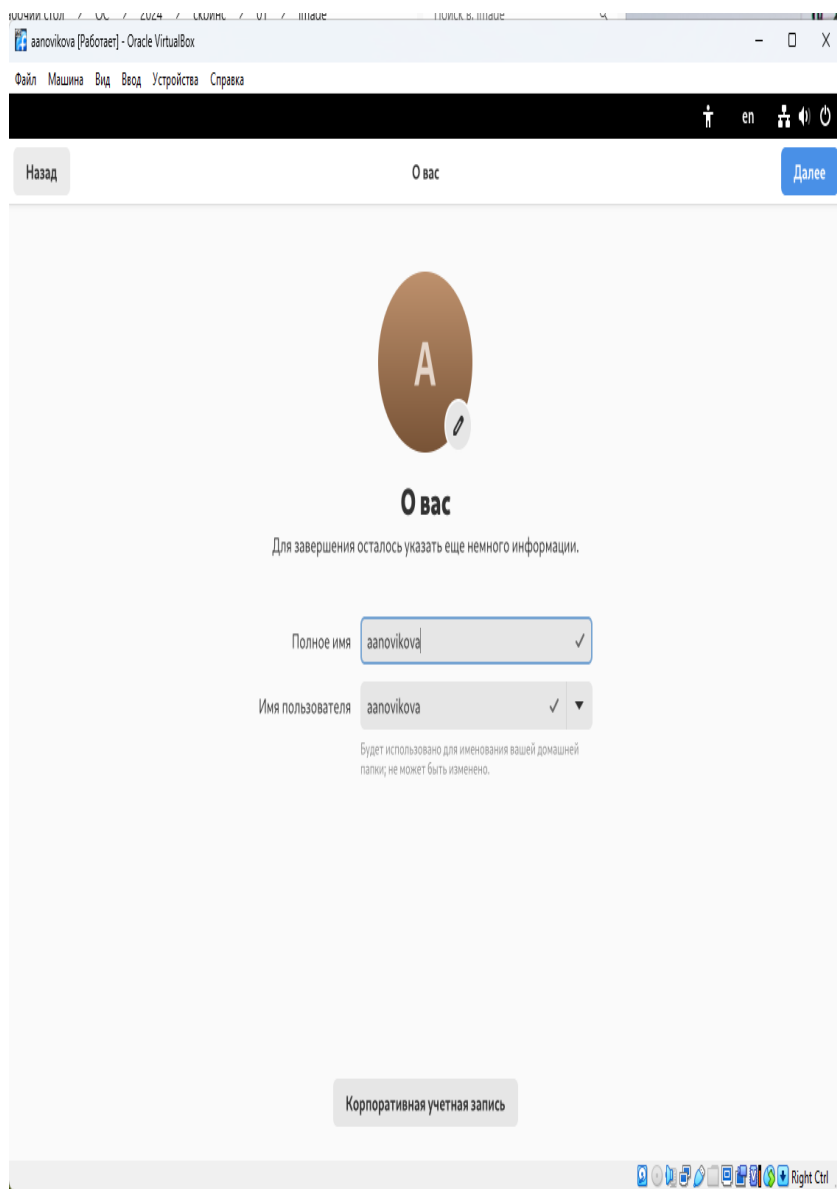 aanovikova [Работает] - Oracle VirtualBox
Файл Машина Вид Ввод Устройства Справка
en
Назад О вас Далее
A
О вас
Для завершения осталось указать еще немного информации.
Полное имя aanovikova
Имя пользователя aanovikova
Будет использовано для именования вашей домашней
папки; не может быть изменено.
Корпоративная учетная запись
Right Ctrl